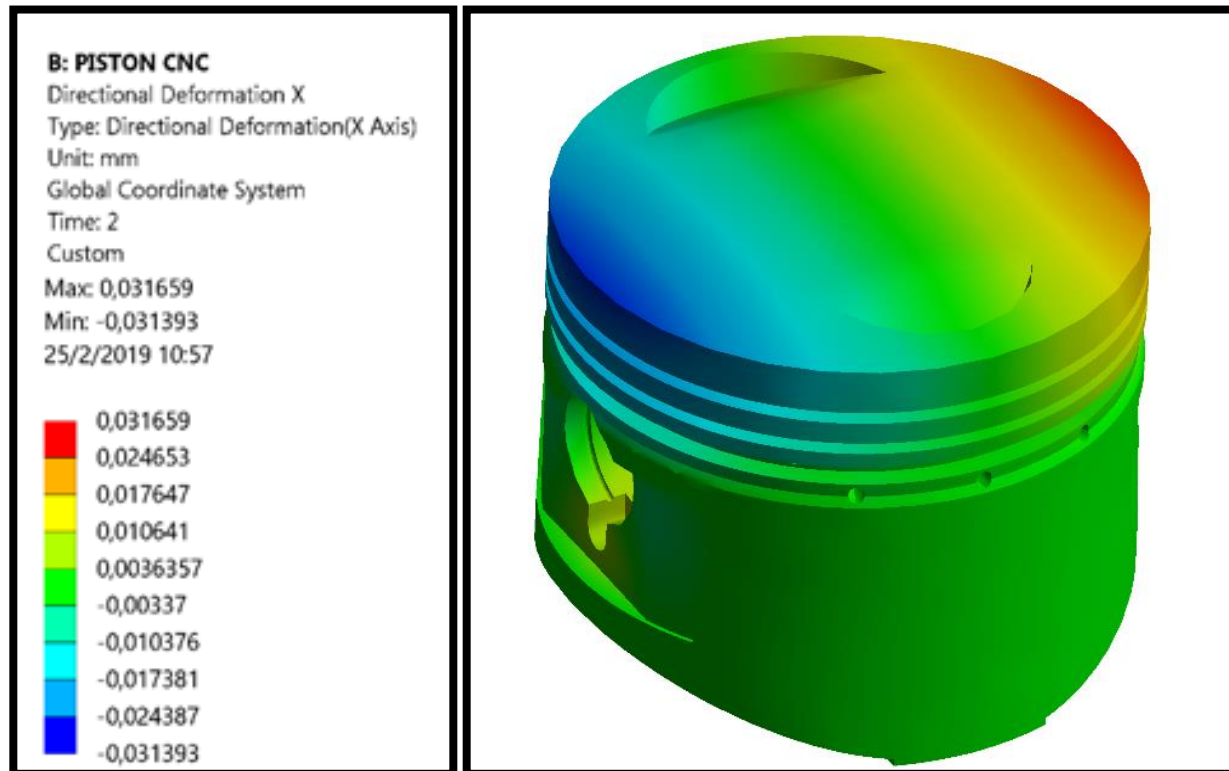 B: PISTON CNC
Directional Deformation X
Type: Directional Deformation(X Axis)
Unit: mm
Global Coordinate System
Time: 2
Custom
Max: 0,031659
Min: -0,031393
25/2/2019 10:57
0,031659
0,024653
0,017647
0,010641
0,0036357
-0,00337
-0,010376
-0,017381
-0,024387
-0,031393